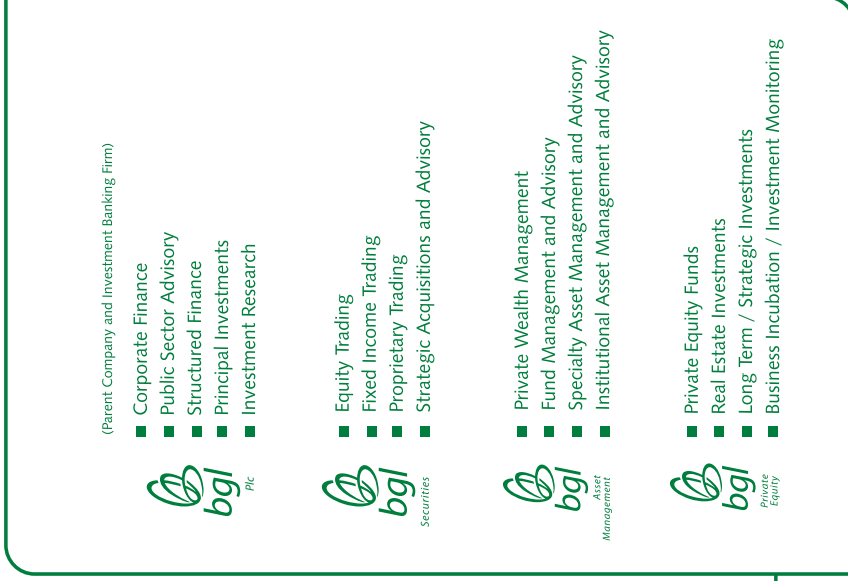 (Parent Company and Investment Banking Firm)
bgl
Plc
■ Corporate Finance
■ Public Sector Advisory
■ Structured Finance
■ Principal Investments
■ Investment Research
bgl
Securities
■ Equity Trading
■ Fixed Income Trading
■ Proprietary Trading
■ Strategic Acquisitions and Advisory
bgl
Asset
Management
■ Private Wealth Management
■ Fund Management and Advisory
■ Specialty Asset Management and Advisory
■ Institutional Asset Management and Advisory
bgl
Private
Equity
■ Private Equity Funds
■ Real Estate Investments
■ Long Term / Strategic Investments
■ Business Incubation / Investment Monitoring